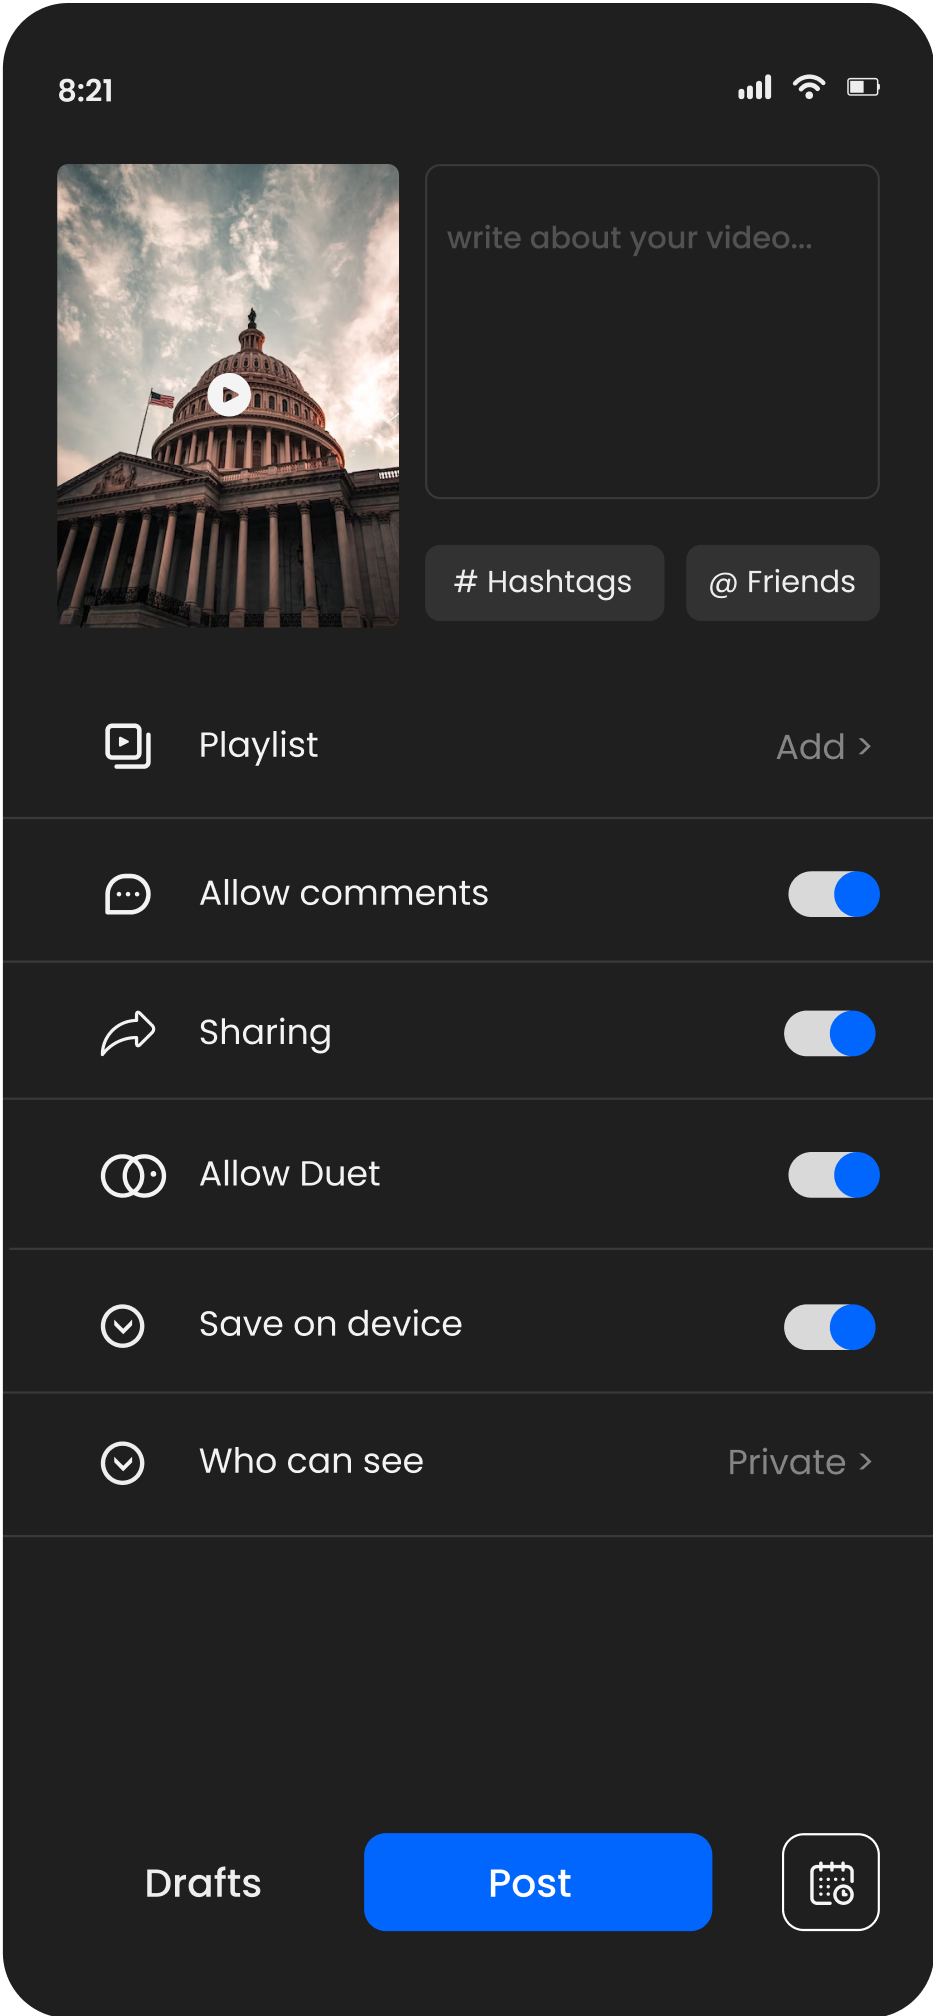 8:21
write about your video...
# Hashtags
@ Friends
Playlist
Add >
Allow comments
Sharing
Allow Duet
Save on device
Who can see
Private >
Drafts
Post